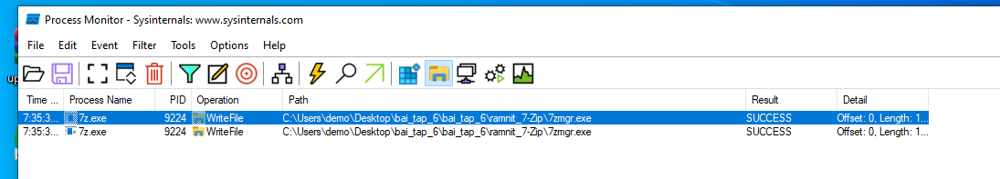 Process Monitor - Sysinternals: www.sysinternals.com
File Edit Event Filter Tools Options Help
Time ... Process Name PID Operation Path Result Detail
7:35:3... 7z.exe 9224 WriteFile C:\Users\demo\Desktop\bai_tap_6\bai_tap_6\ramnit_7-Zip\7zmgr.exe SUCCESS Offset: 0, Length: 1...
7:35:3... 7z.exe 9224 WriteFile C:\Users\demo\Desktop\bai_tap_6\bai_tap_6\ramnit_7-Zip\7zmgr.exe SUCCESS Offset: 0, Length: 1...